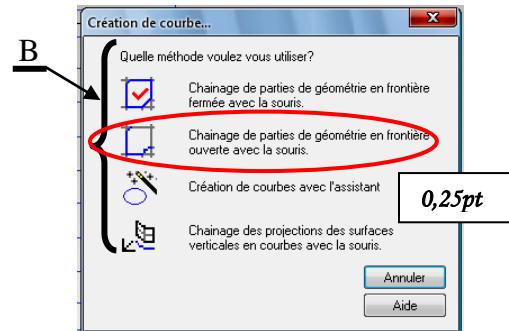 Création de courbe...
B
Quelle méthode voulez vous utiliser?
Chainage de parties de géométrie en frontière
fermée avec la souris.
Chainage de parties de géométrie en frontière
ouverte avec la souris.
Création de courbes avec l'assistant
0,25pt
Chainage des projections des surfaces
verticales en courbes avec la souris.
Annuler
Aide